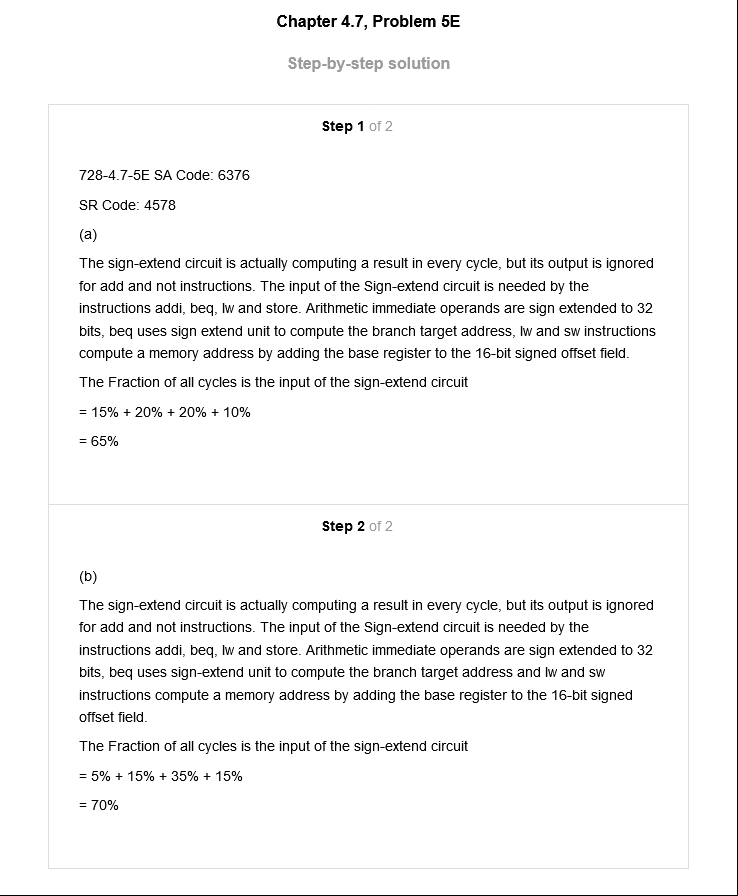 Chapter 4.7, Problem 5E
Step-by-step solution
Step 1 of 2
728-4.7-5E SA Code: 6376
SR Code: 4578
(a)
The sign-extend circuit is actually computing a result in every cycle, but its output is ignored
for add and not instructions. The input of the Sign-extend circuit is needed by the
instructions addi, beq, lw and store. Arithmetic immediate operands are sign extended to 32
bits, beq uses sign extend unit to compute the branch target address, lw and sw instructions
compute a memory address by adding the base register to the 16-bit signed offset field.
The Fraction of all cycles is the input of the sign-extend circuit
= 15% + 20% + 20% + 10%
= 65%
Step 2 of 2
(b)
The sign-extend circuit is actually computing a result in every cycle, but its output is ignored
for add and not instructions. The input of the Sign-extend circuit is needed by the
instructions addi, beq, lw and store. Arithmetic immediate operands are sign extended to 32
bits, beq uses sign-extend unit to compute the branch target address and lw and sw
instructions compute a memory address by adding the base register to the 16-bit signed
offset field.
The Fraction of all cycles is the input of the sign-extend circuit
= 5% + 15% + 35% + 15%
= 70%